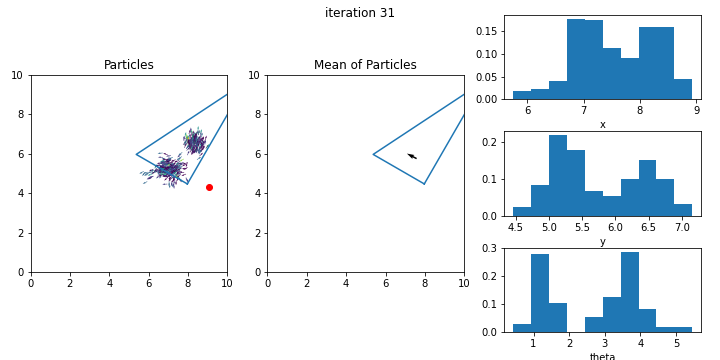 iteration 31
Particles
10
8
6
4
2
0
0 2 4 6 8 10
Mean of Particles
10
8
6
4
2
0
0 2 4 6 8 10
0.15
0.10
0.05
0.00
6 7 8 9
x
0.2
0.1
0.0
4.5 5.0 5.5 6.0 6.5 7.0
y
0.3
0.2
0.1
0.0
1 2 3 4 5
theta